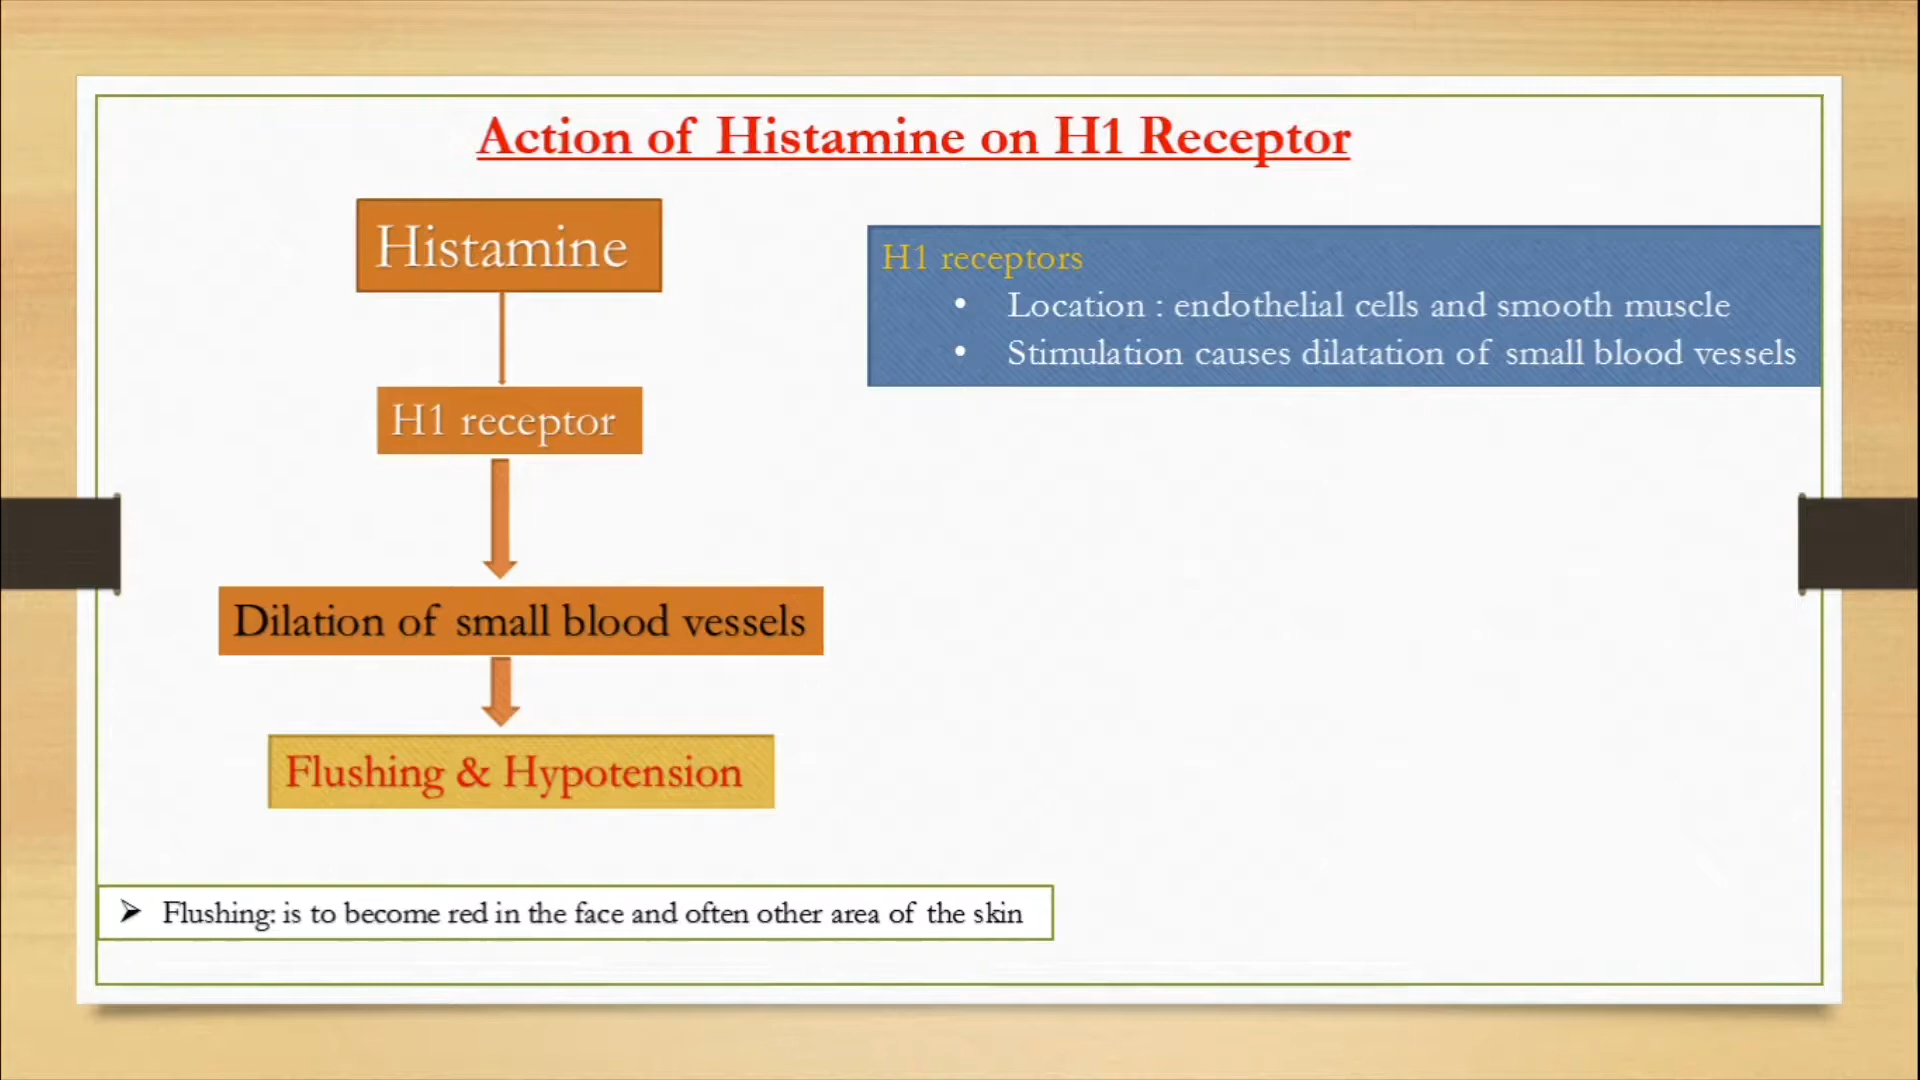 Action of Histamine on H1 Receptor
Histamine
H1 receptor
Dilation of small blood vessels
Flushing & Hypotension
H1 receptors
• Location : endothelial cells and smooth muscle
• Stimulation causes dilatation of small blood vessels
➢ Flushing: is to become red in the face and often other area of the skin